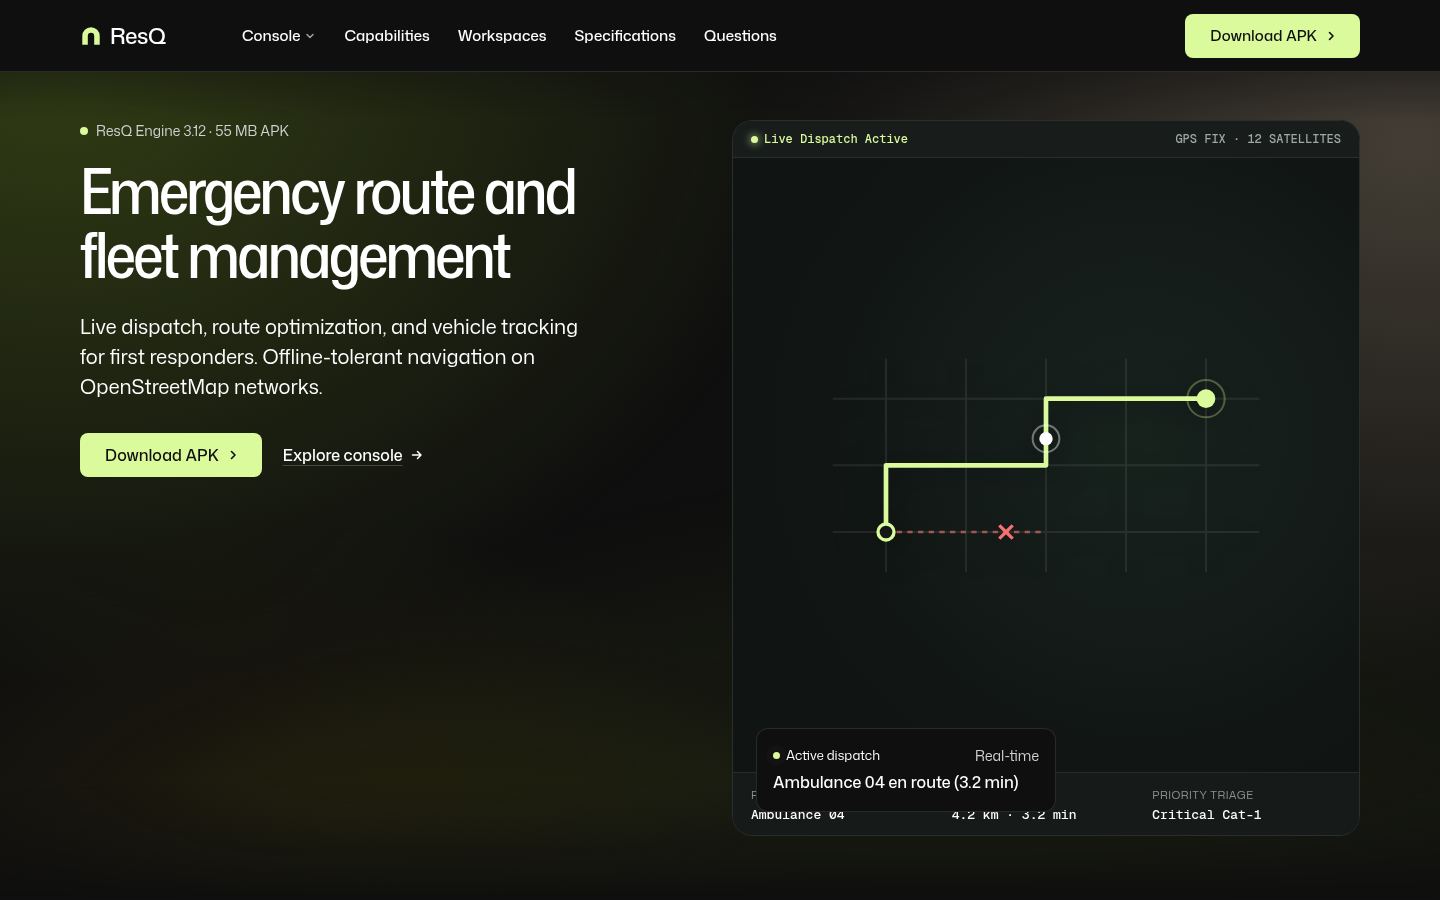 ResQ
Console
Capabilities
Workspaces
Specifications
Questions
Download APK
ResQ Engine 3.12 · 55 MB APK
Emergency route and
fleet management
Live dispatch, route optimization, and vehicle tracking
for first responders. Offline-tolerant navigation on
OpenStreetMap networks.
Download APK
Explore console
Live Dispatch Active
GPS FIX · 12 SATELLITES
Active dispatch
Real-time
Ambulance 04 en route (3.2 min)
Ambulance 04
4.2 km · 3.2 min
PRIORITY TRIAGE
Critical Cat-1